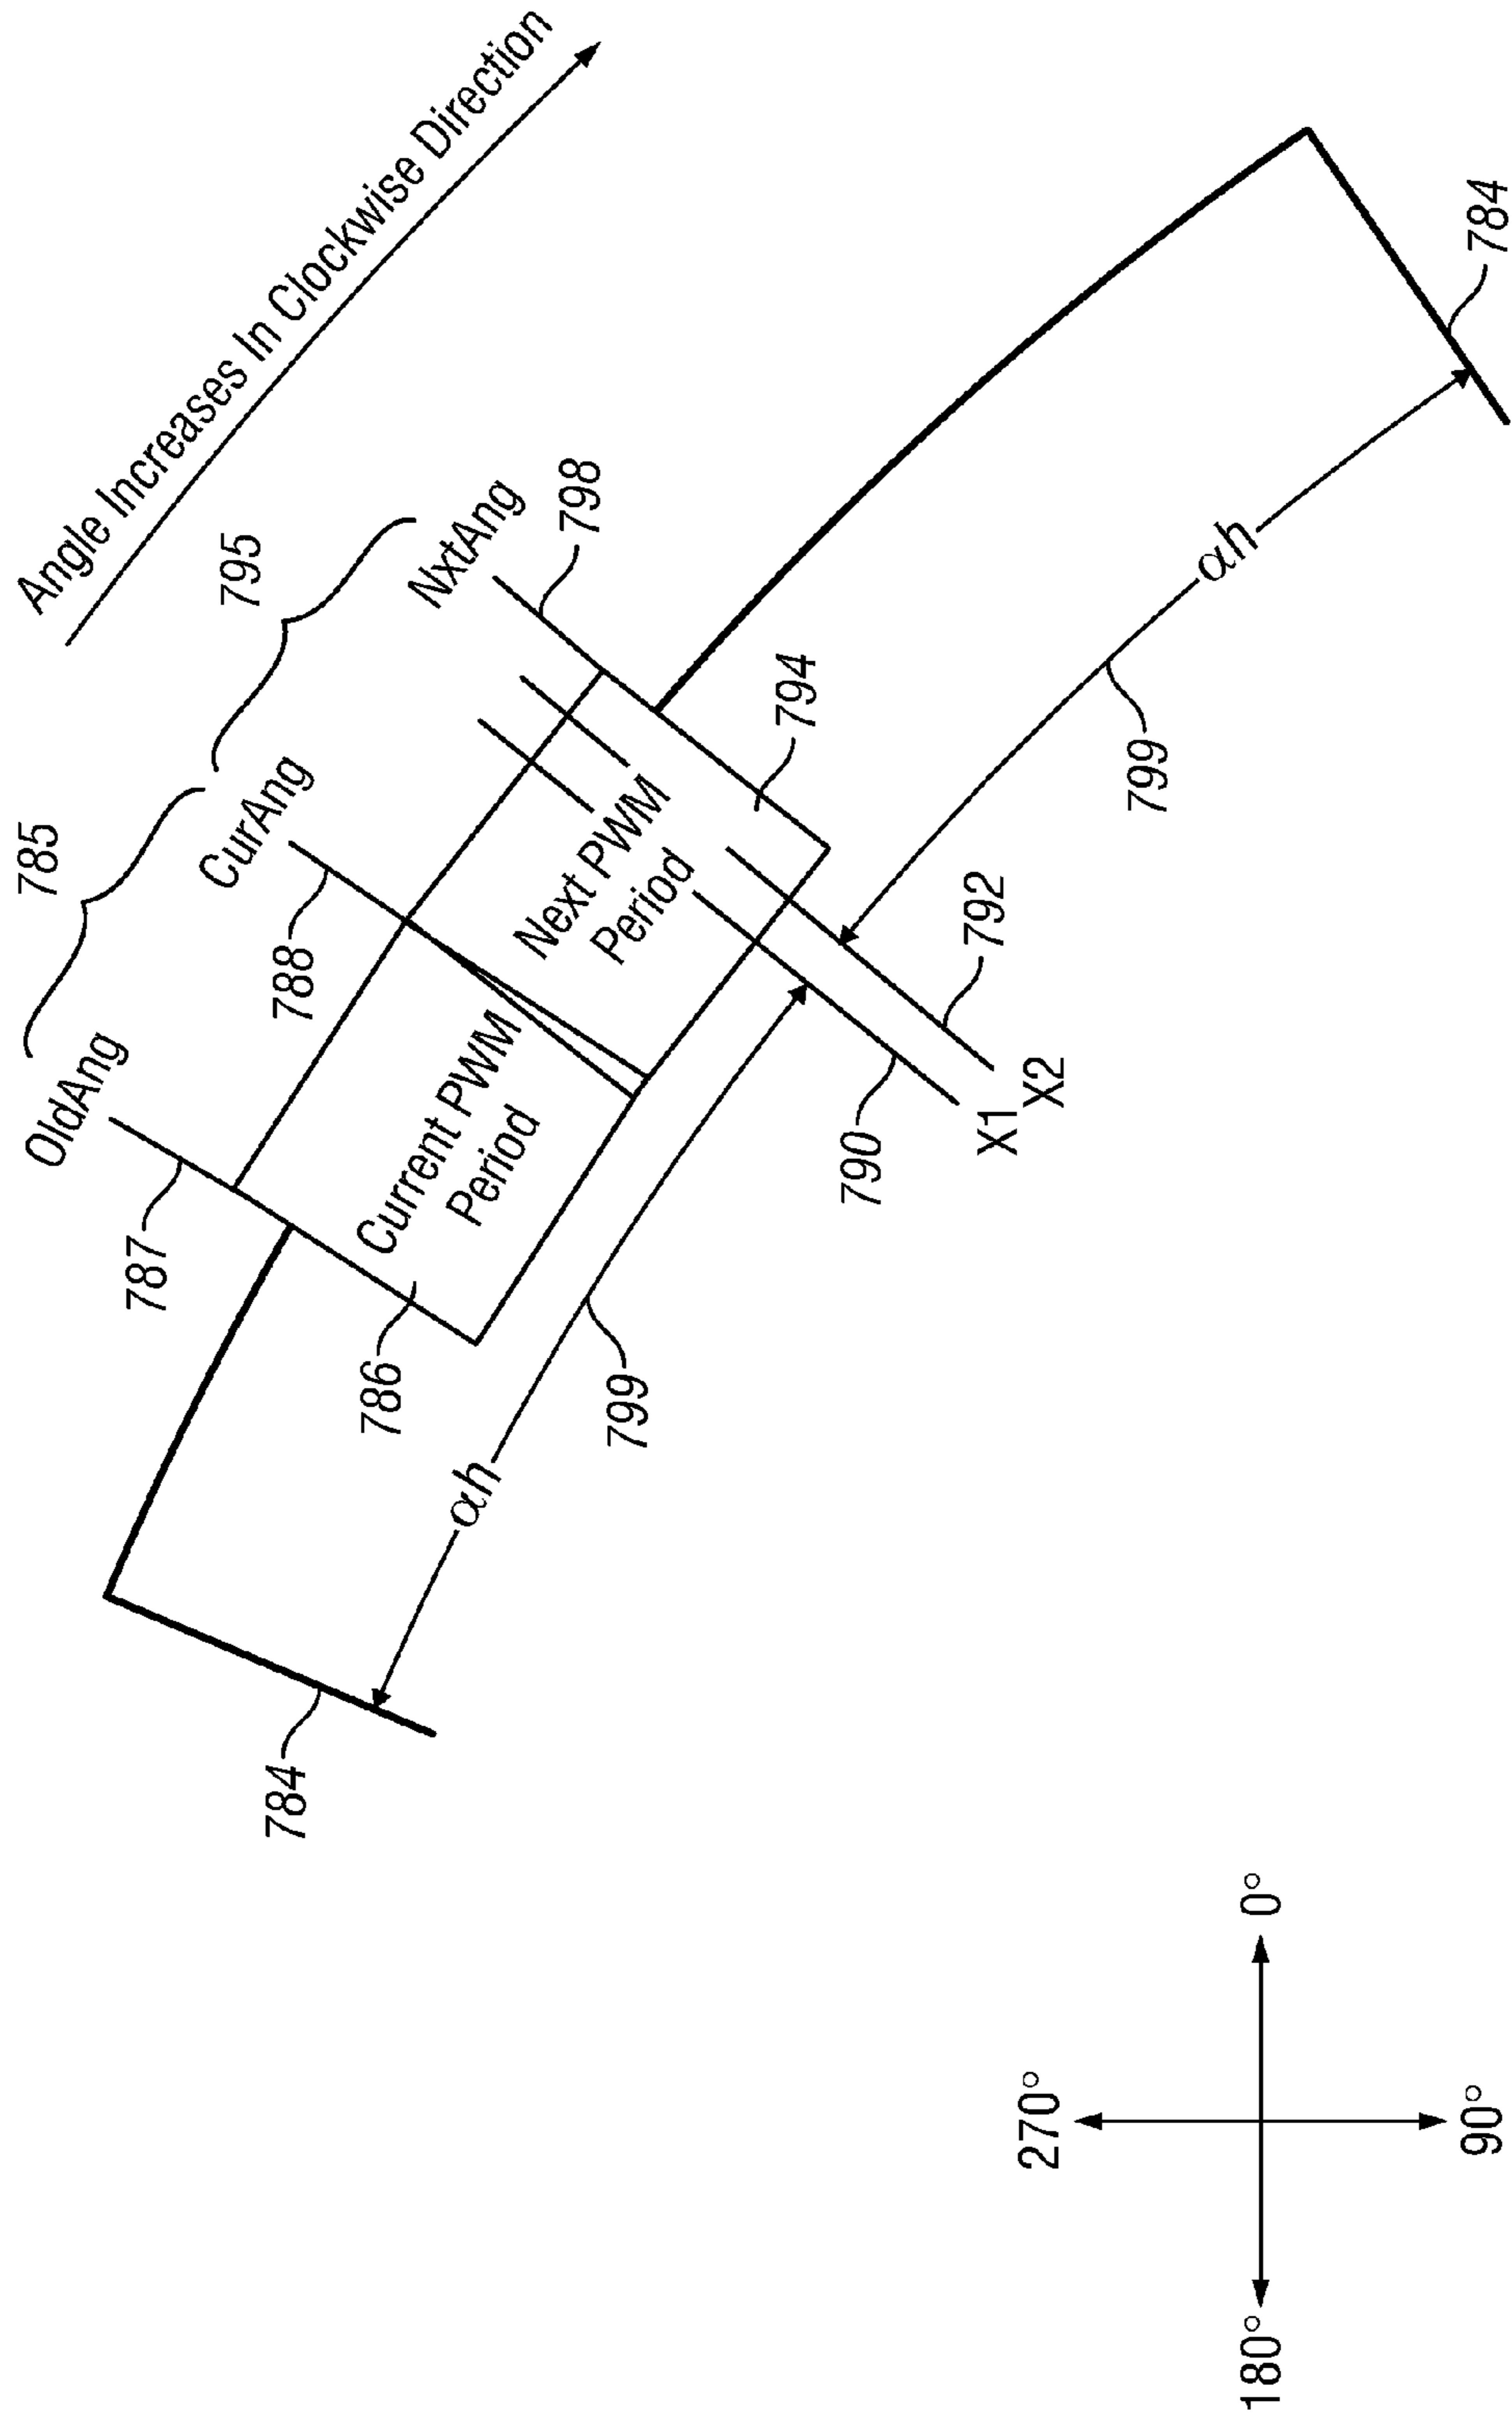 Angle Increases In Clockwise Direction
785
795
OldAng
CurAng
NxtAng
787
788
798
Current PWM
Period
Next PWM
Period
786
794
784
αh
799
790
X1
X2
792
799
αh
784
270°
180°
0°
90°